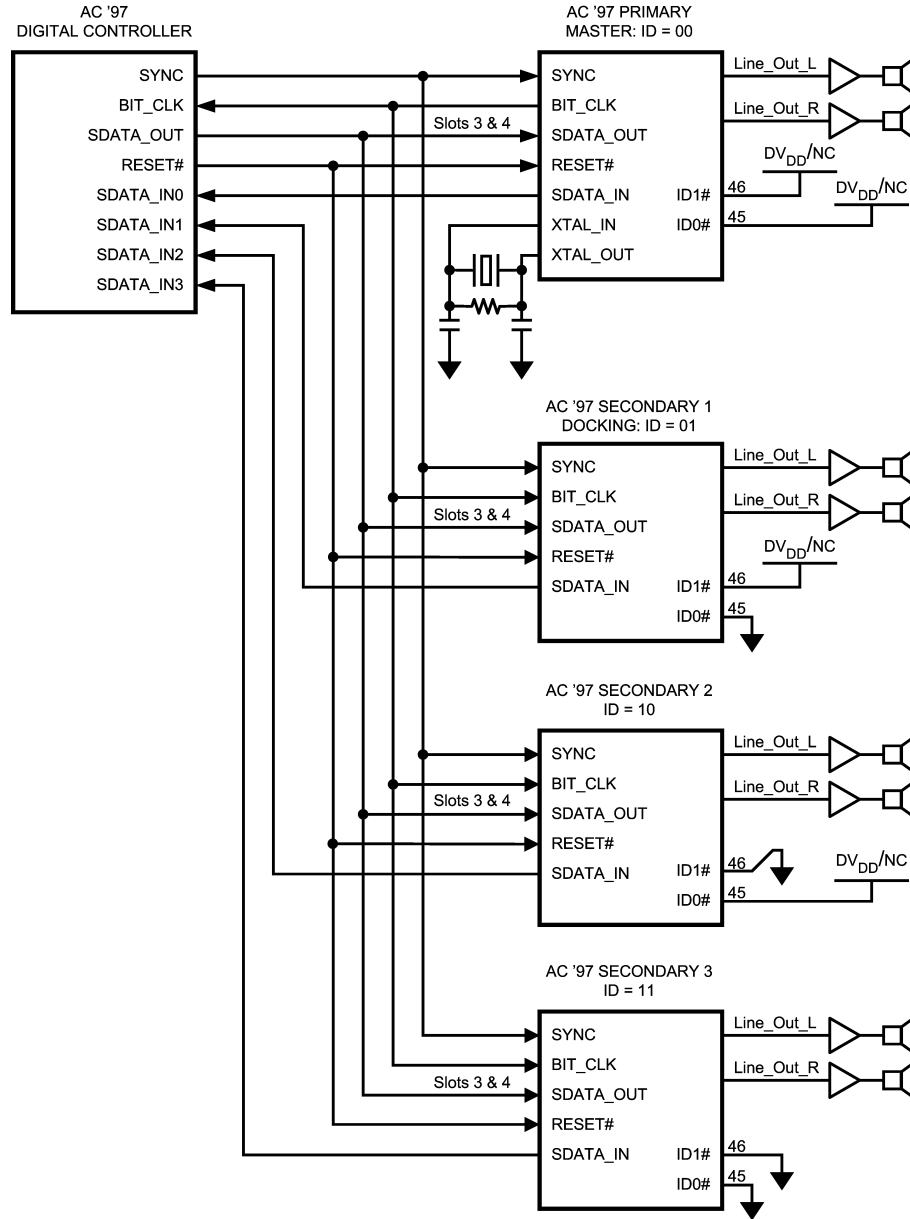 AC '97
DIGITAL CONTROLLER
SYNC
BIT_CLK
SDATA_OUT
RESET#
SDATA_IN0
SDATA_IN1
SDATA_IN2
SDATA_IN3
AC '97 PRIMARY
MASTER: ID = 00
Slots 3 & 4
SYNC
BIT_CLK
SDATA_OUT
RESET#
SDATA_IN
XTAL_IN
XTAL_OUT
ID1#
ID0#
46
45
Line_Out_L
Line_Out_R
DVDD/NC
DVDD/NC
AC '97 SECONDARY 1
DOCKING: ID = 01
Slots 3 & 4
SYNC
BIT_CLK
SDATA_OUT
RESET#
SDATA_IN
ID1#
ID0#
46
45
Line_Out_L
Line_Out_R
DVDD/NC
AC '97 SECONDARY 2
ID = 10
Slots 3 & 4
SYNC
BIT_CLK
SDATA_OUT
RESET#
SDATA_IN
ID1#
ID0#
46
45
Line_Out_L
Line_Out_R
DVDD/NC
AC '97 SECONDARY 3
ID = 11
Slots 3 & 4
SYNC
BIT_CLK
SDATA_OUT
RESET#
SDATA_IN
ID1#
ID0#
46
45
Line_Out_L
Line_Out_R